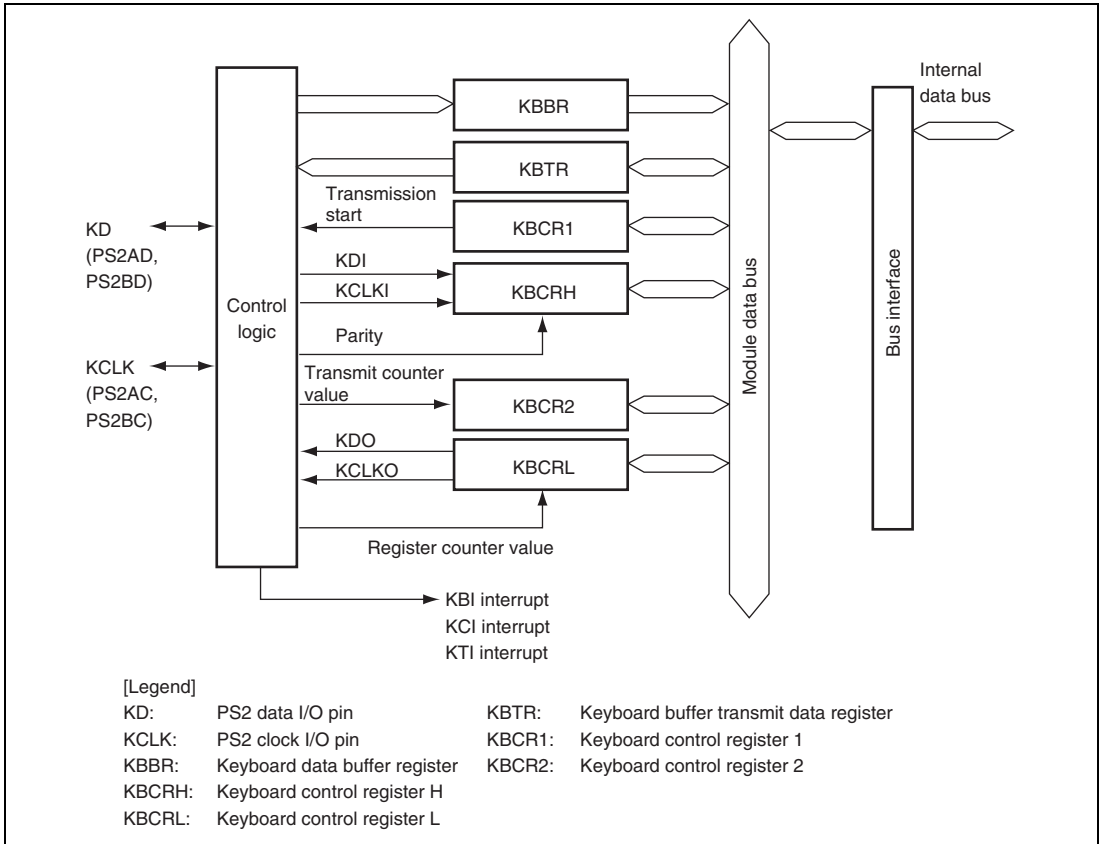 Internal
data bus
KBBR
KBTR
Transmission
start
KBCR1
KD
(PS2AD,
PS2BD)
KDI
KCLKI
KBCRH
Control
logic
Parity
Module data bus
Bus interface
KCLK
(PS2AC,
PS2BC)
Transmit counter
value
KBCR2
KDO
KCLKO
KBCRL
Register counter value
KBI interrupt
KCI interrupt
KTI interrupt
[Legend]
KD: PS2 data I/O pin
KCLK: PS2 clock I/O pin
KBBR: Keyboard data buffer register
KBCRH: Keyboard control register H
KBCRL: Keyboard control register L
KBTR: Keyboard buffer transmit data register
KBCR1: Keyboard control register 1
KBCR2: Keyboard control register 2